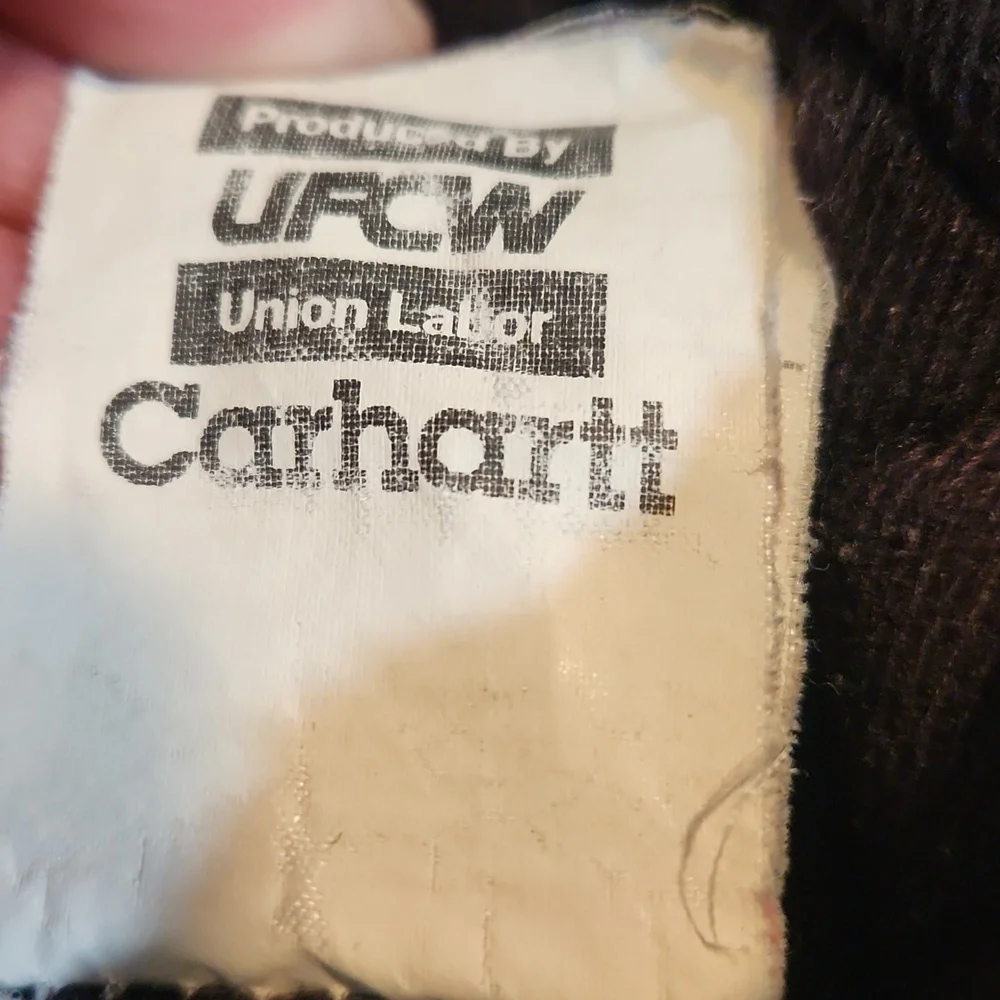 Produced By
UFCW
Union Labor
Carhartt